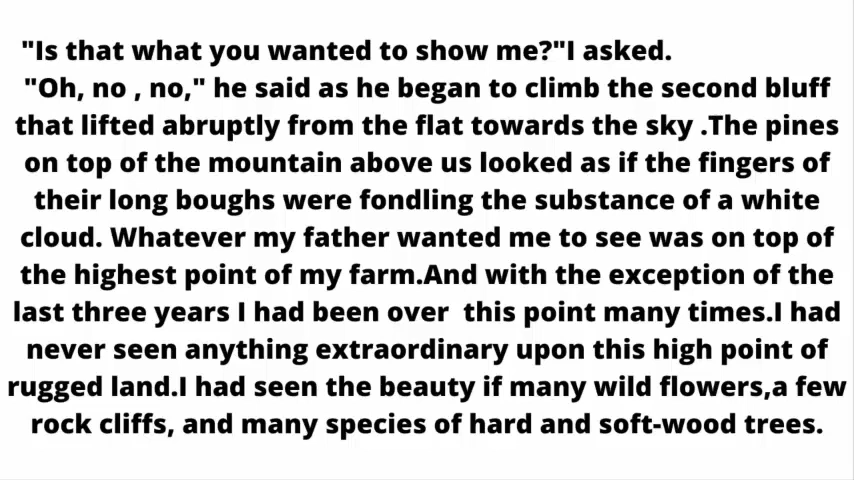 "Is that what you wanted to show me?"I asked.
"Oh, no , no," he said as he began to climb the second bluff
that lifted abruptly from the flat towards the sky .The pines
on top of the mountain above us looked as if the fingers of
their long boughs were fondling the substance of a white
cloud. Whatever my father wanted me to see was on top of
the highest point of my farm.And with the exception of the
last three years I had been over  this point many times.I had
never seen anything extraordinary upon this high point of
rugged land.I had seen the beauty if many wild flowers,a few
rock cliffs, and many species of hard and soft-wood trees.